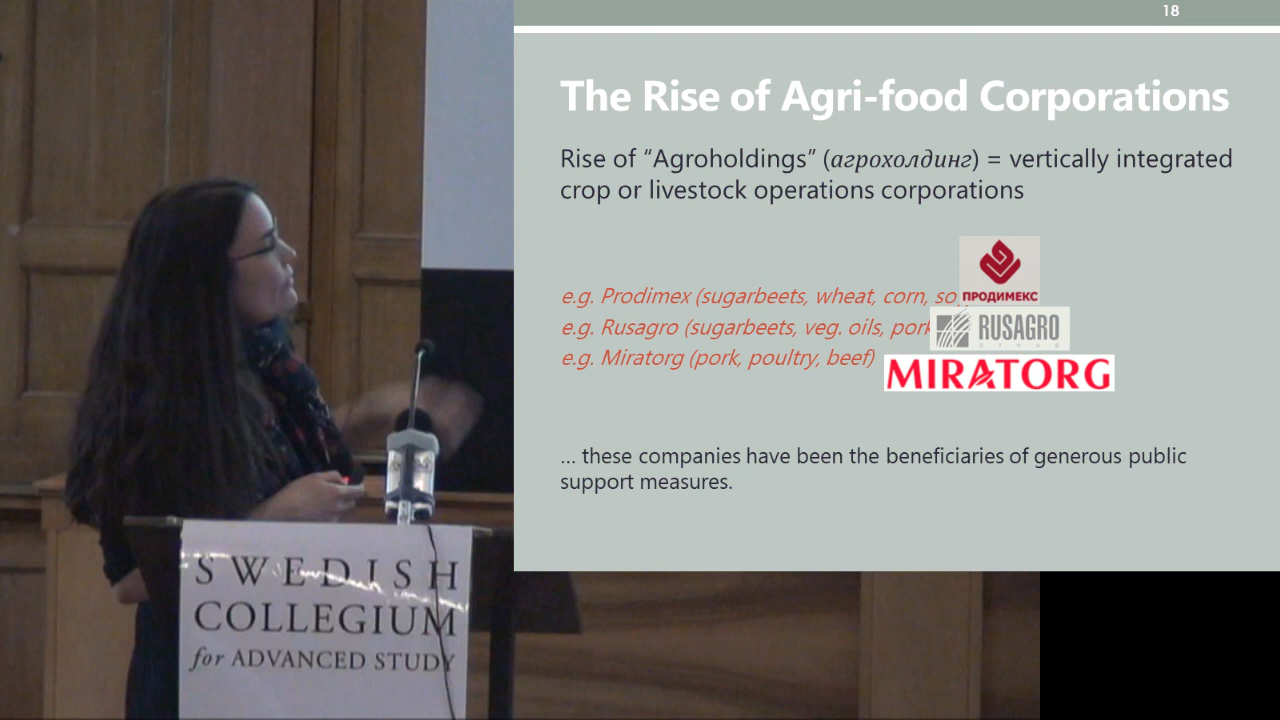 18
The Rise of Agri-food Corporations
Rise of “Agroholdings” (агрохолдинг) = vertically integrated
crop or livestock operations corporations
e.g. Prodimex (sugarbeets, wheat, corn,
ПРОДИМЕКС
e.g. Rusagro (sugarbeets, veg. oils, pork
RUSAGRO
group
e.g. Miratorg (pork, poultry, beef)
MIRATORG
... these companies have been the beneficiaries of generous public
support measures.
SWEDISH
COLLEGIUM
for ADVANCED STUDY